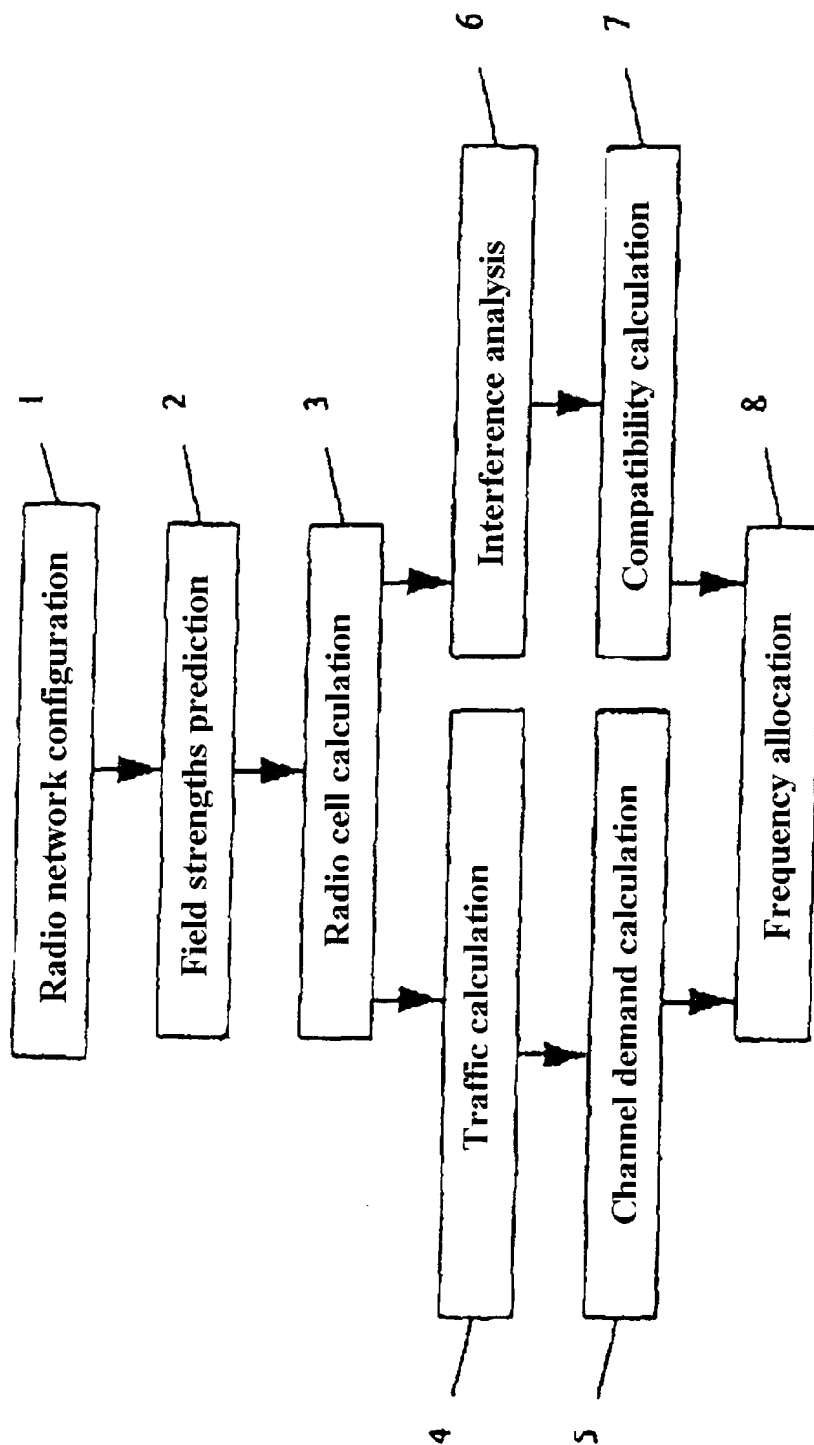 Radio network configuration
1
Field strengths prediction
2
Radio cell calculation
3
4
Traffic calculation
Interference analysis
6
5
Channel demand calculation
Compatibility calculation
7
Frequency allocation
8